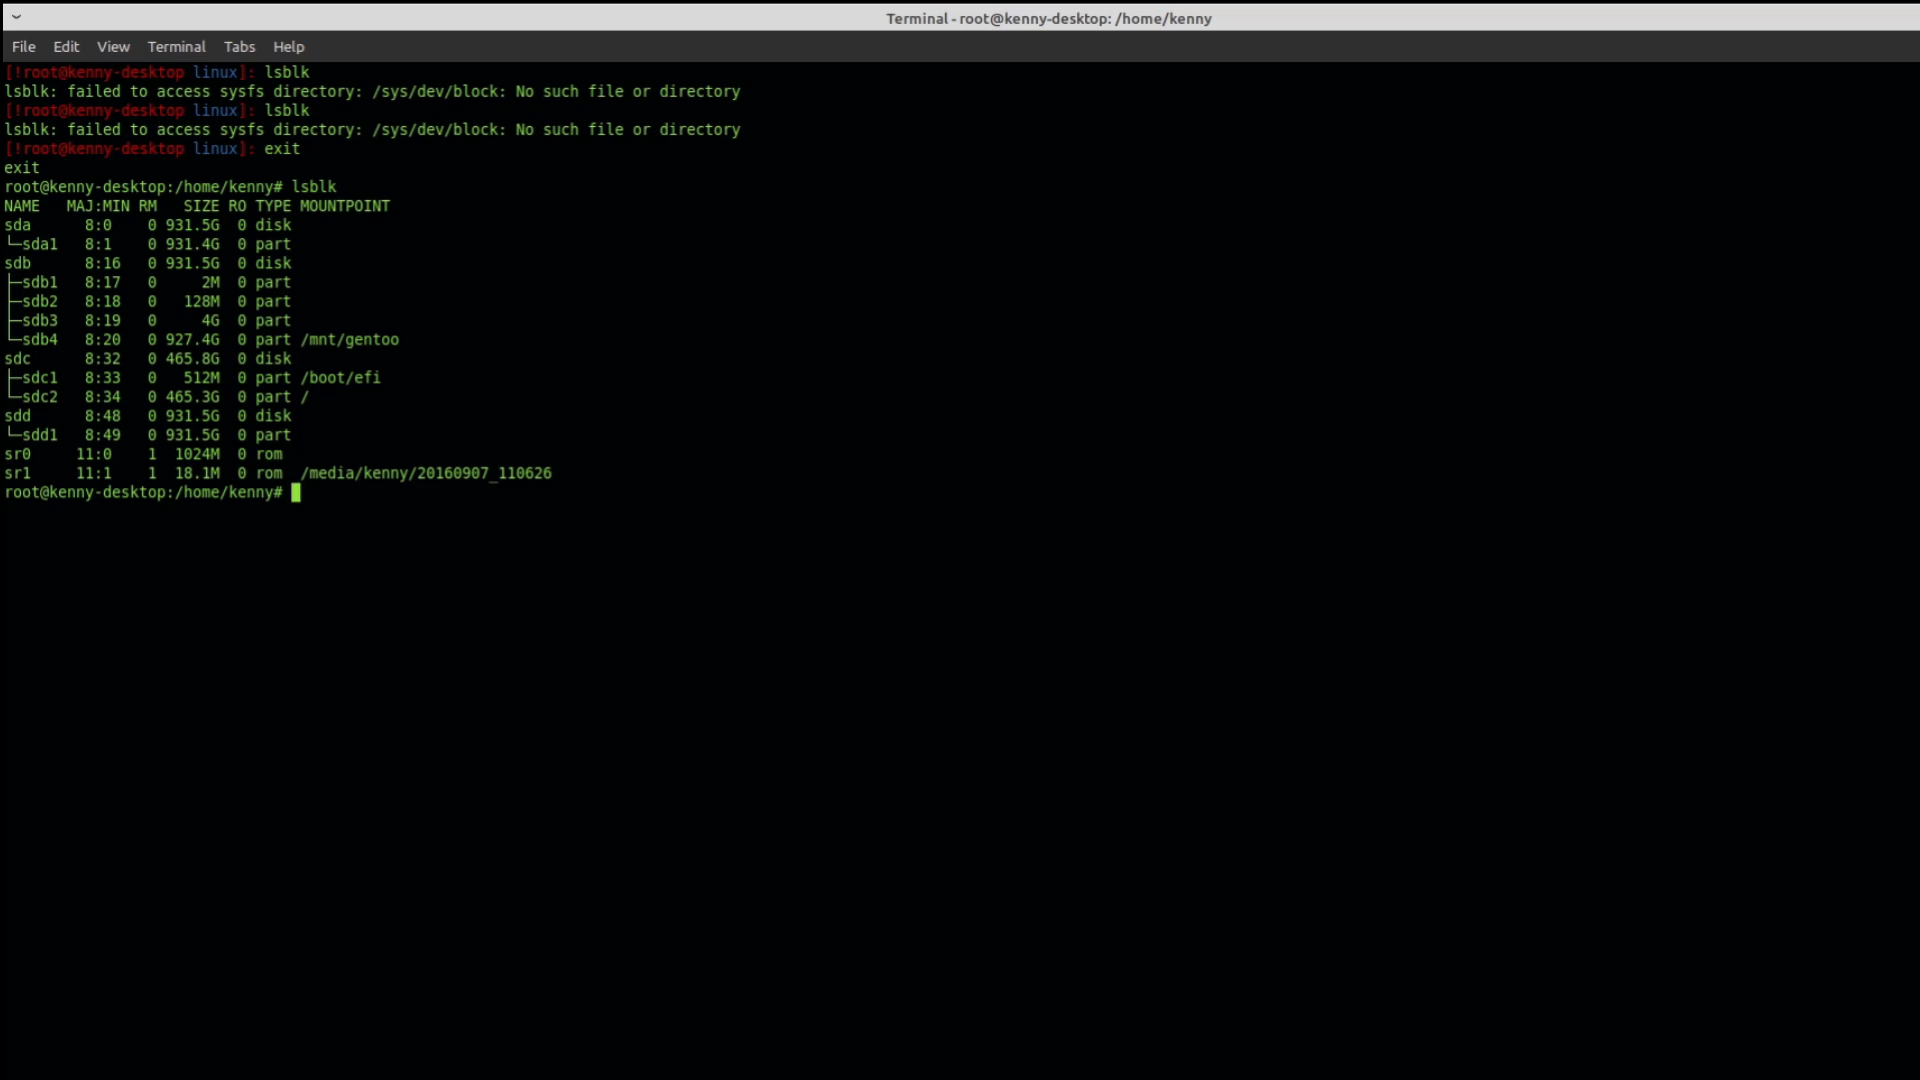 Terminal - root@kenny-desktop: /home/kenny
File Edit View Terminal Tabs Help
[!root@kenny-desktop linux]: lsblk
lsblk: failed to access sysfs directory: /sys/dev/block: No such file or directory
[!root@kenny-desktop linux]: lsblk
lsblk: failed to access sysfs directory: /sys/dev/block: No such file or directory
[!root@kenny-desktop linux]: exit
exit
root@kenny-desktop:/home/kenny# lsblk
NAME   MAJ:MIN RM   SIZE RO TYPE MOUNTPOINT
sda      8:0    0 931.5G  0 disk
└─sda1   8:1    0 931.4G  0 part
sdb      8:16   0 931.5G  0 disk
├─sdb1   8:17   0     2M  0 part
├─sdb2   8:18   0   128M  0 part
├─sdb3   8:19   0     4G  0 part
└─sdb4   8:20   0 927.4G  0 part /mnt/gentoo
sdc      8:32   0 465.8G  0 disk
├─sdc1   8:33   0   512M  0 part /boot/efi
└─sdc2   8:34   0 465.3G  0 part /
sdd      8:48   0 931.5G  0 disk
└─sdd1   8:49   0 931.5G  0 part
sr0     11:0    1  1024M  0 rom
sr1     11:1    1  18.1M  0 rom  /media/kenny/20160907_110626
root@kenny-desktop:/home/kenny#